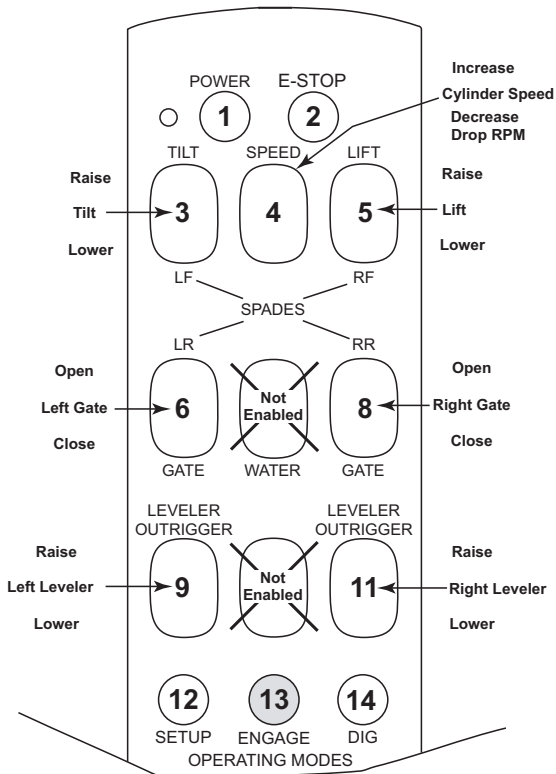 POWER E-STOP
1 2
Increase
Cylinder Speed
Decrease
Drop RPM
TILT SPEED LIFT
Raise
Tilt
Lower
3 4 5
Raise
Lift
Lower
LF RF
SPADES
LR RR
Open
Left Gate
Close
6
Not
Enabled
8
Open
Right Gate
Close
GATE WATER GATE
LEVELER
OUTRIGGER
LEVELER
OUTRIGGER
Raise
Left Leveler
Lower
9
Not
Enabled
11
Raise
Right Leveler
Lower
12 13 14
SETUP ENGAGE DIG
OPERATING MODES